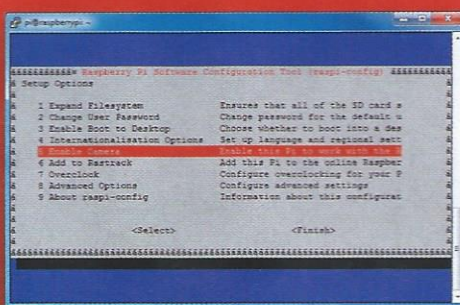 pi@raspberrypi ~
Raspberry Pi Software Configuration Tool (raspi-config)
Setup Options
1 Expand Filesystem Ensures that all of the SD card s
2 Change User Password Change password for the default u
3 Enable Boot to Desktop Choose whether to boot into a des
4 Internationalisation Options Set up language and regional sett
5 Enable Camera Enable this Pi to work with the
6 Add to Rastrack Add this Pi to the online Raspber
7 Overclock Configure overclocking for your P
8 Advanced Options Configure advanced settings
9 About raspi-config Information about this configurat
<Select> <Finish>